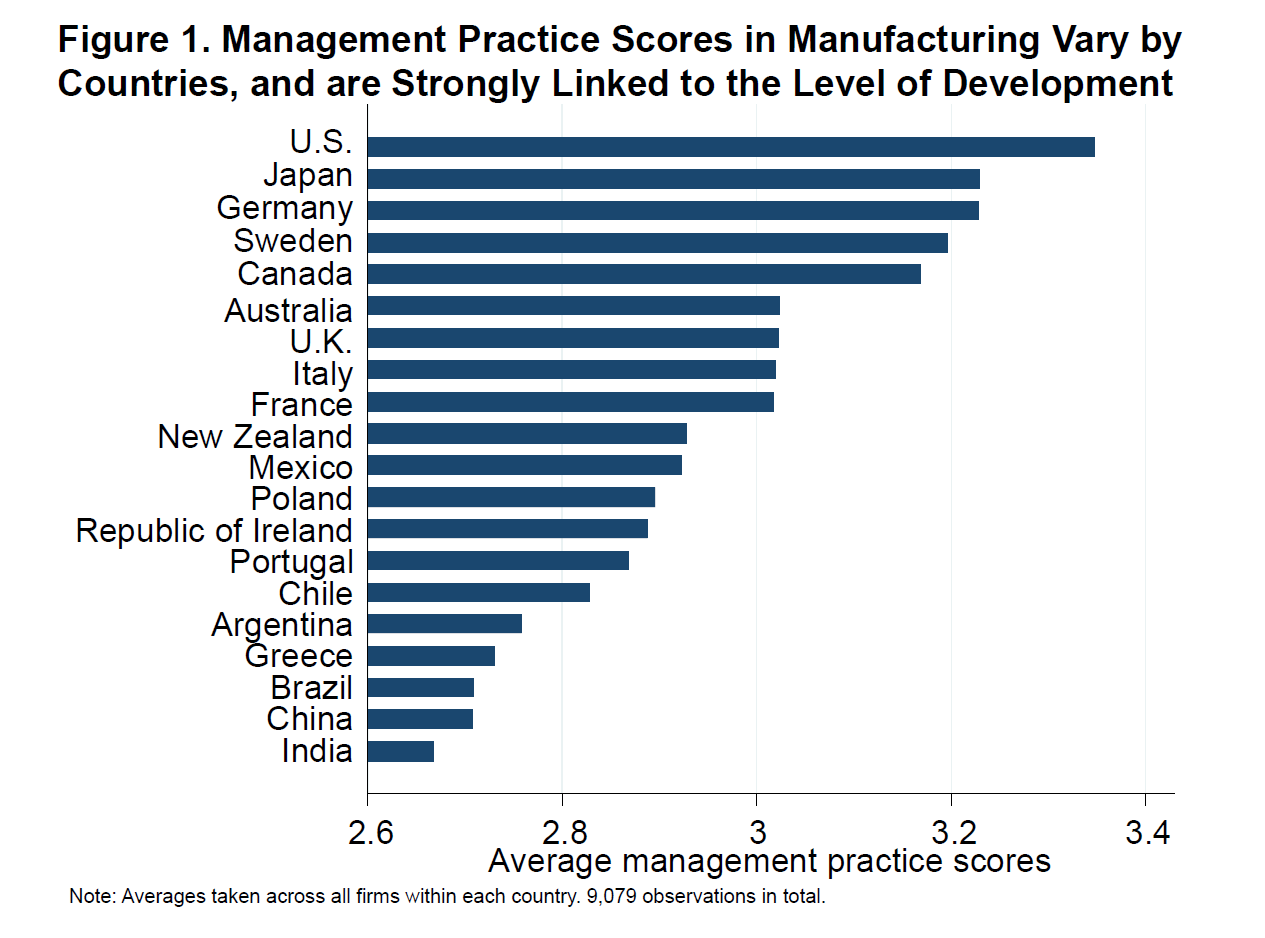 Figure 1. Management Practice Scores in Manufacturing Vary by
Countries, and are Strongly Linked to the Level of Development
U.S.
Japan
Germany
Sweden
Canada
Australia
U.K.
Italy
France
New Zealand
Mexico
Poland
Republic of Ireland
Portugal
Chile
Argentina
Greece
Brazil
China
India
2.6 2.8 3 3.2 3.4
Average management practice scores
Note: Averages taken across all firms within each country. 9,079 observations in total.